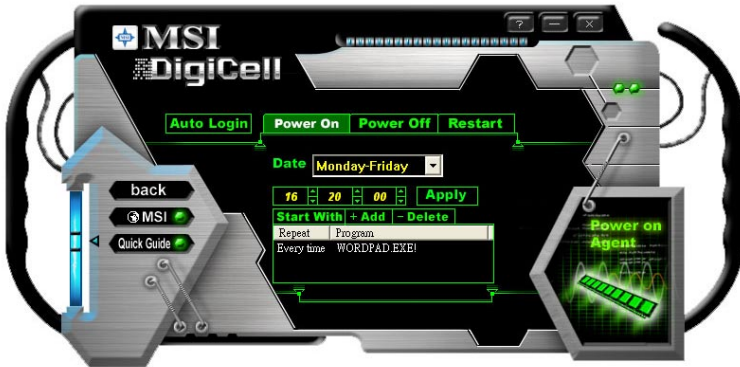 ? — X
MSI
DigiCell
Auto Login Power On Power Off Restart
Date Monday-Friday
16 20 00 Apply
Start With + Add - Delete
Repeat Program
Every time WORDPAD.EXE!
back
MSI
Quick Guide
Power on
Agent